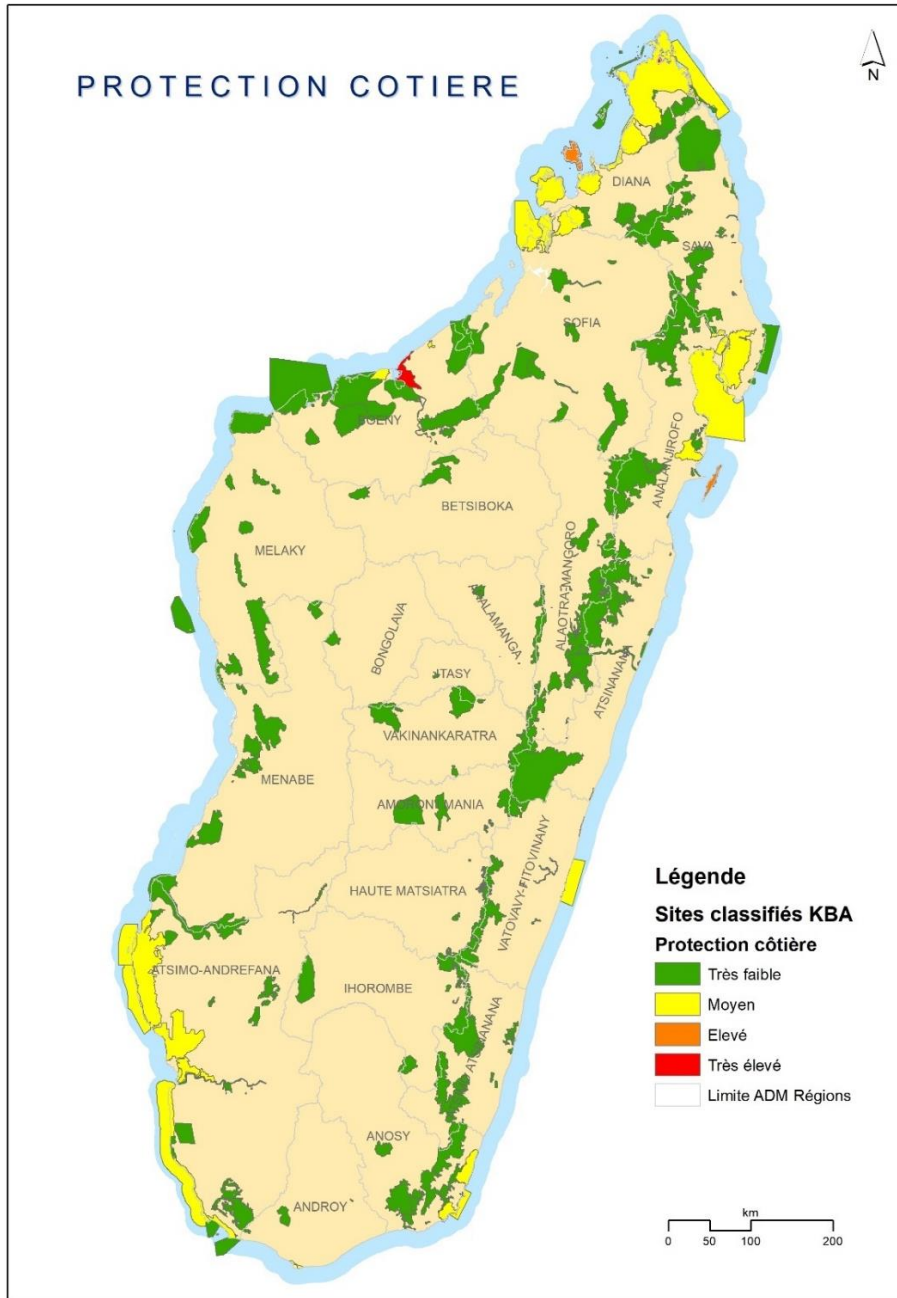 PROTECTION COTIERE
N
DIANA
SAVA
SOFIA
BOENY
ANALANJIROFO
BETSIBOKA
MELAKY
ALAOTRA-MANGORO
BONGOLAVA
ANALAMANGA
ITASY
ATSINANANA
VAKINANKARATRA
MENABE
AMORON'I MANIA
HAUTE MATSIATRA
VATOVAVY-FITOVINANY
ATSIMO-ANDREFANA
IHOROMBE
ANOSY
ANDROY
Légende
Sites classifiés KBA
Protection côtière
Très faible
Moyen
Elevé
Très élevé
Limite ADM Régions
km
0 50 100 200